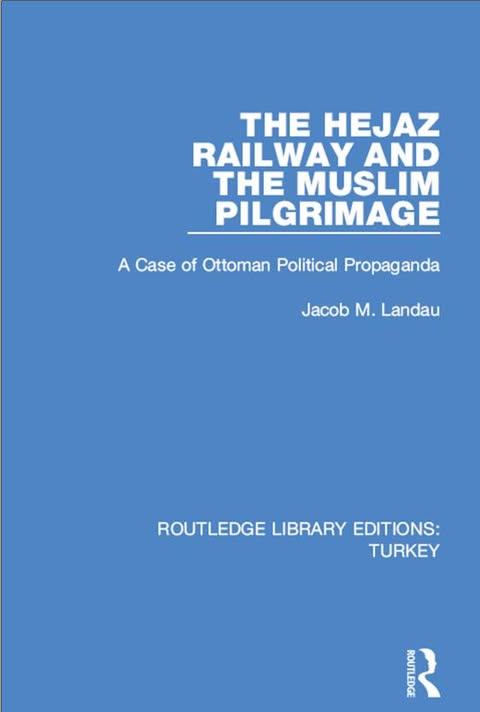 THE HEJAZ
RAILWAY AND
THE MUSLIM
PILGRIMAGE
A Case of Ottoman Political Propaganda
Jacob M. Landau
ROUTLEDGE LIBRARY EDITIONS:
TURKEY
ROUTLEDGE